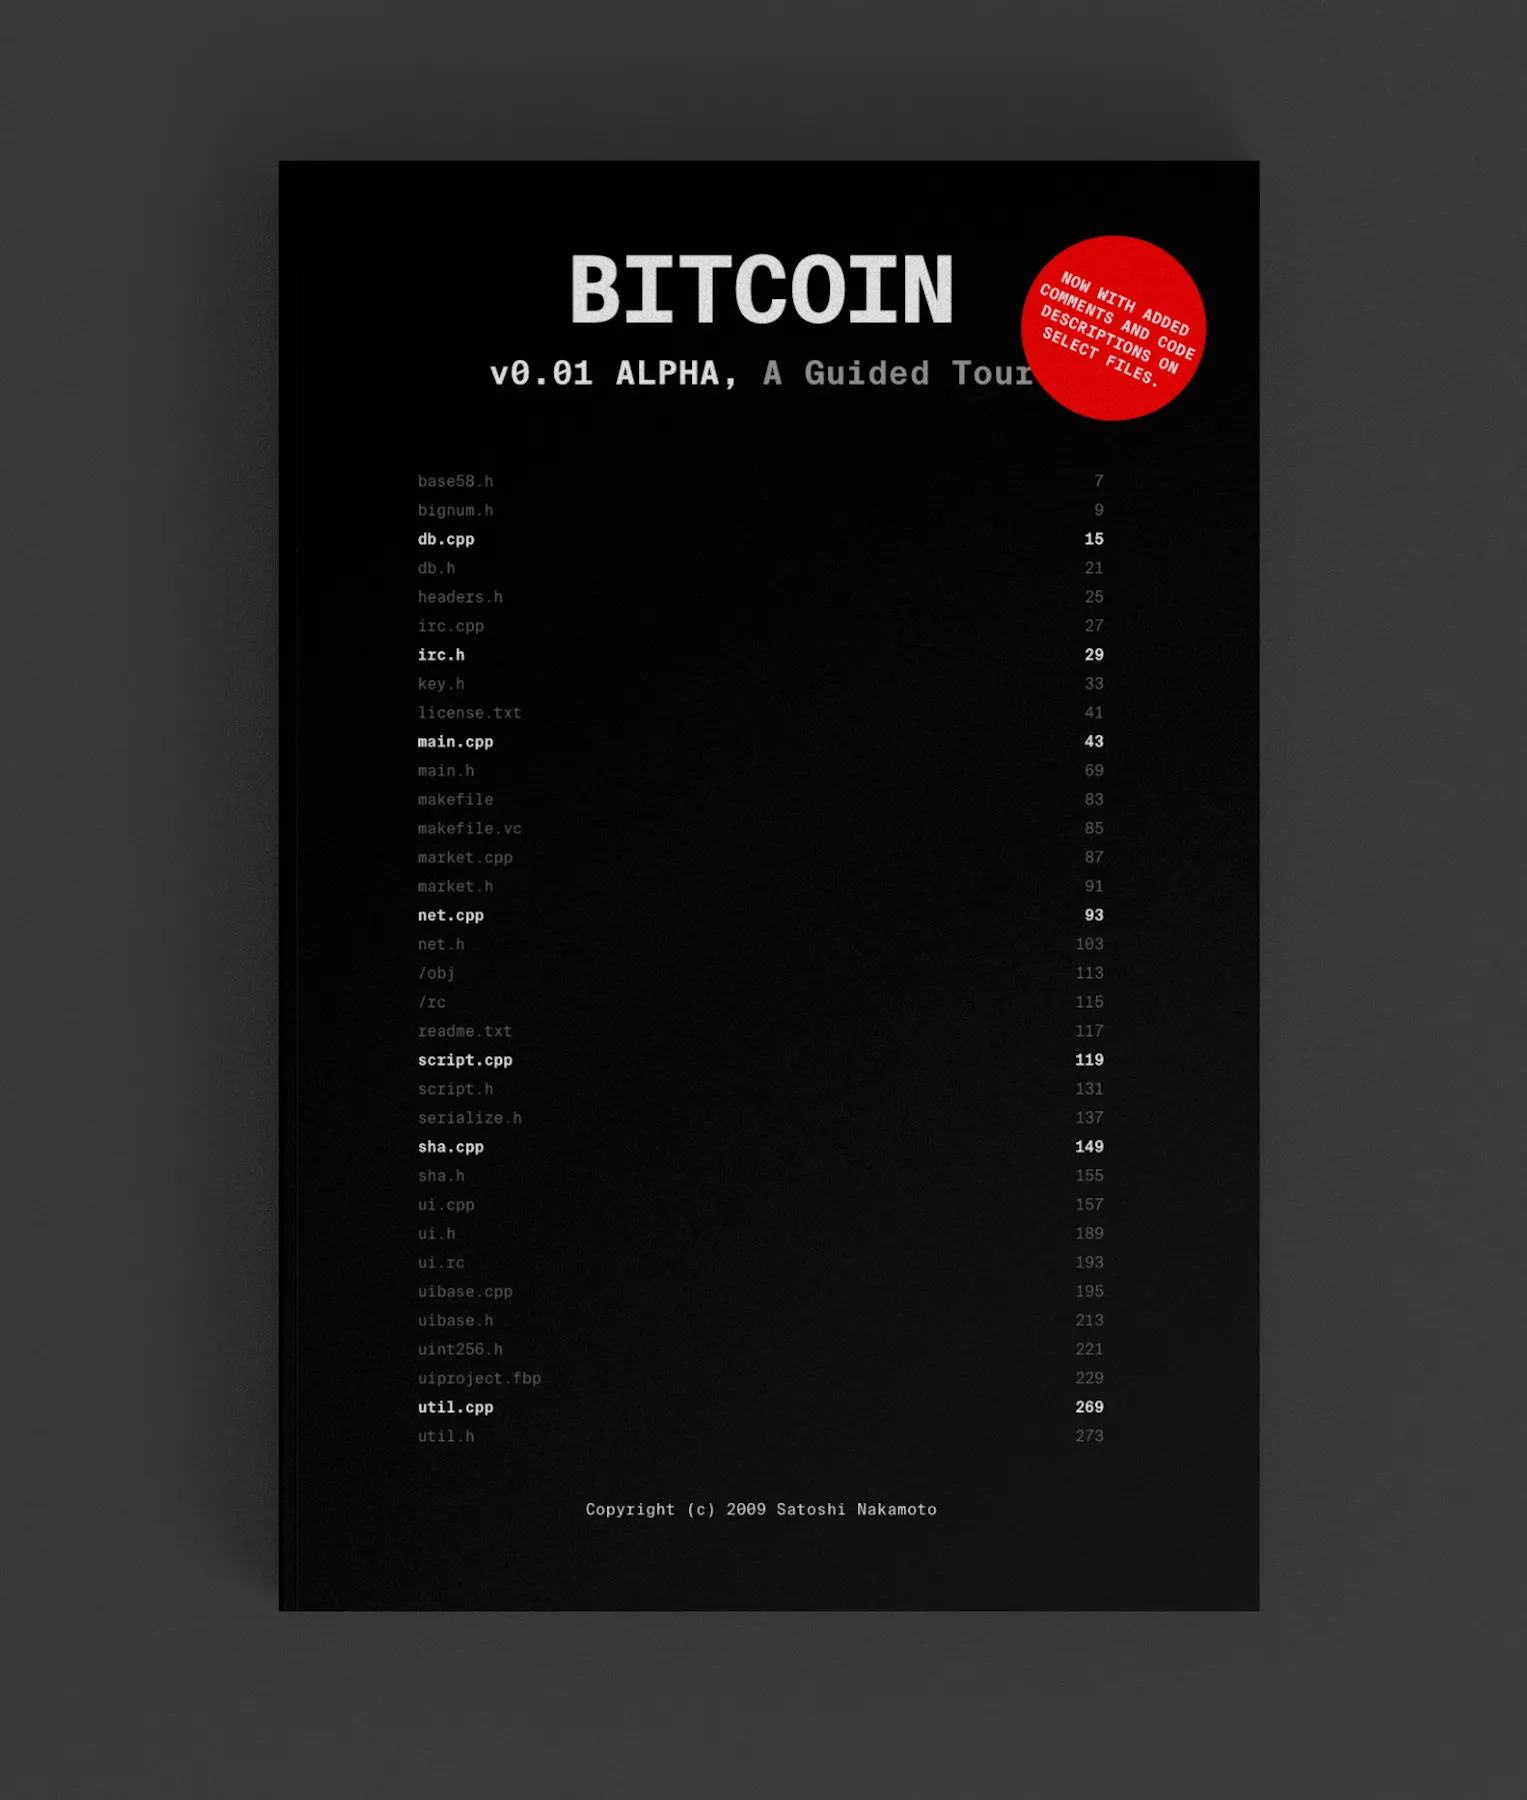 BITCOIN
v0.01 ALPHA, A Guided Tour
NOW WITH ADDED
COMMENTS AND CODE
DESCRIPTIONS ON
SELECT FILES.
base58.h 7
bignum.h 9
db.cpp 15
db.h 21
headers.h 25
irc.cpp 27
irc.h 29
key.h 33
license.txt 41
main.cpp 43
main.h 69
makefile 83
makefile.vc 85
market.cpp 87
market.h 91
net.cpp 93
net.h 103
/obj 113
/rc 115
readme.txt 117
script.cpp 119
script.h 131
serialize.h 137
sha.cpp 149
sha.h 155
ui.cpp 157
ui.h 189
ui.rc 193
uibase.cpp 195
uibase.h 213
uint256.h 221
uiproject.fbp 229
util.cpp 269
util.h 273
Copyright (c) 2009 Satoshi Nakamoto